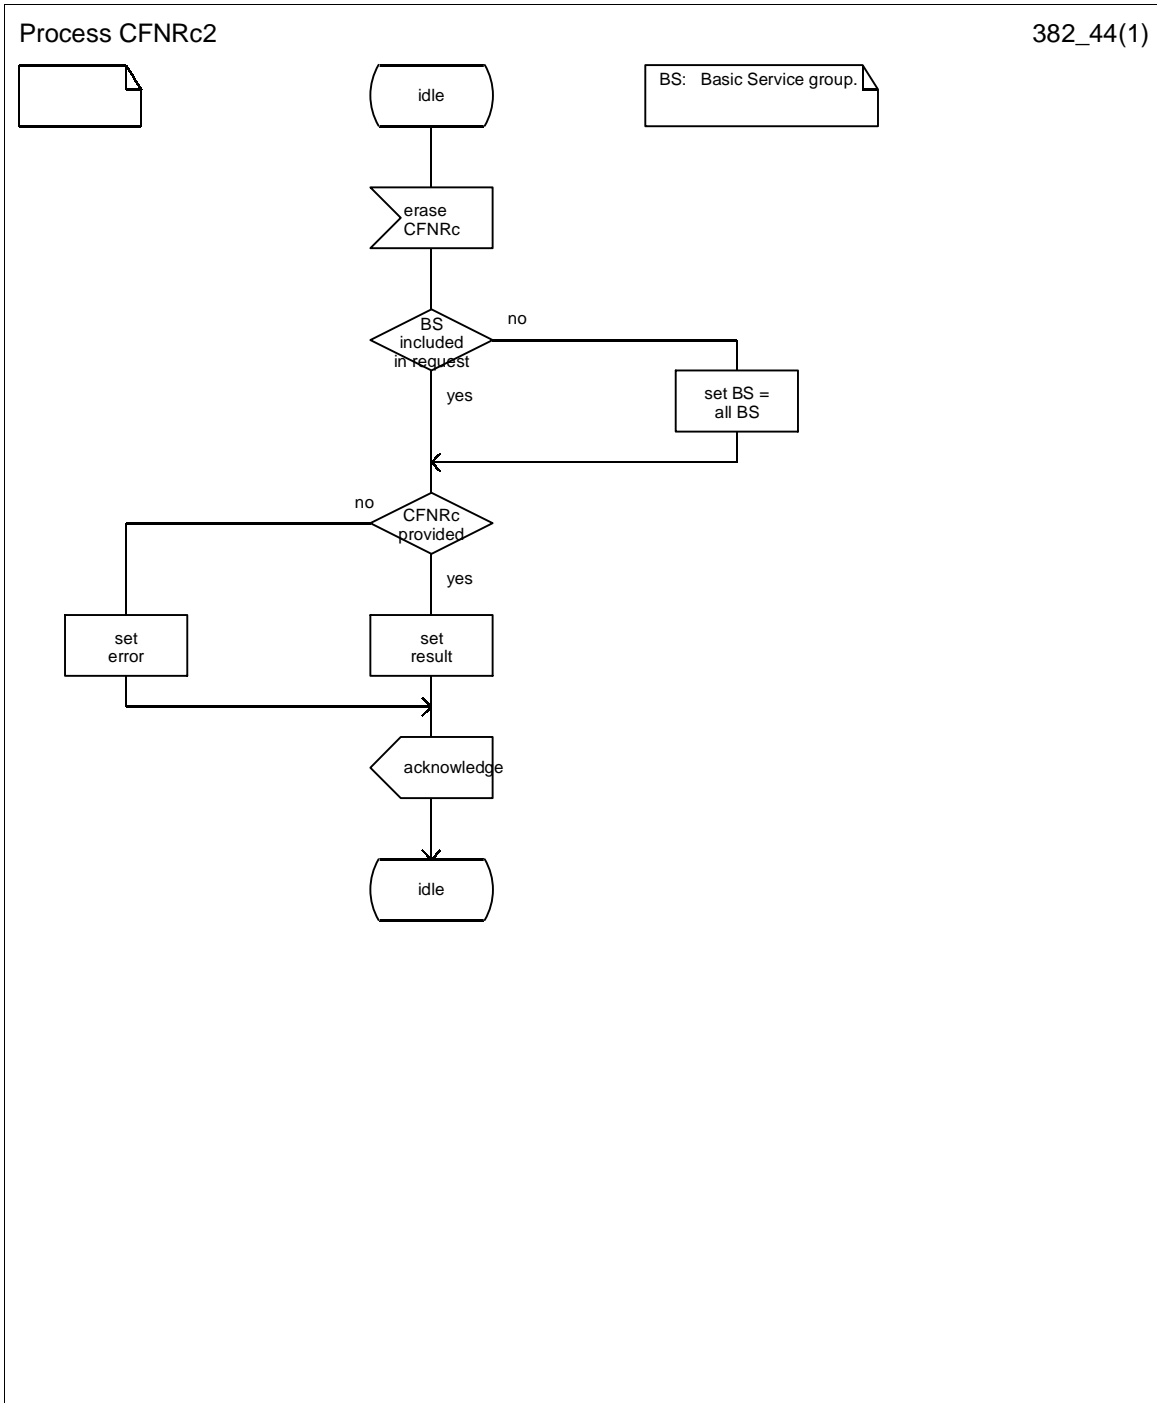 Process CFNRc2
382_44(1)
idle
BS: Basic Service group.
erase
CFNRc
BS
included
in request
no
yes
set BS =
all BS
no
CFNRc
provided
yes
set
error
set
result
acknowledge
idle